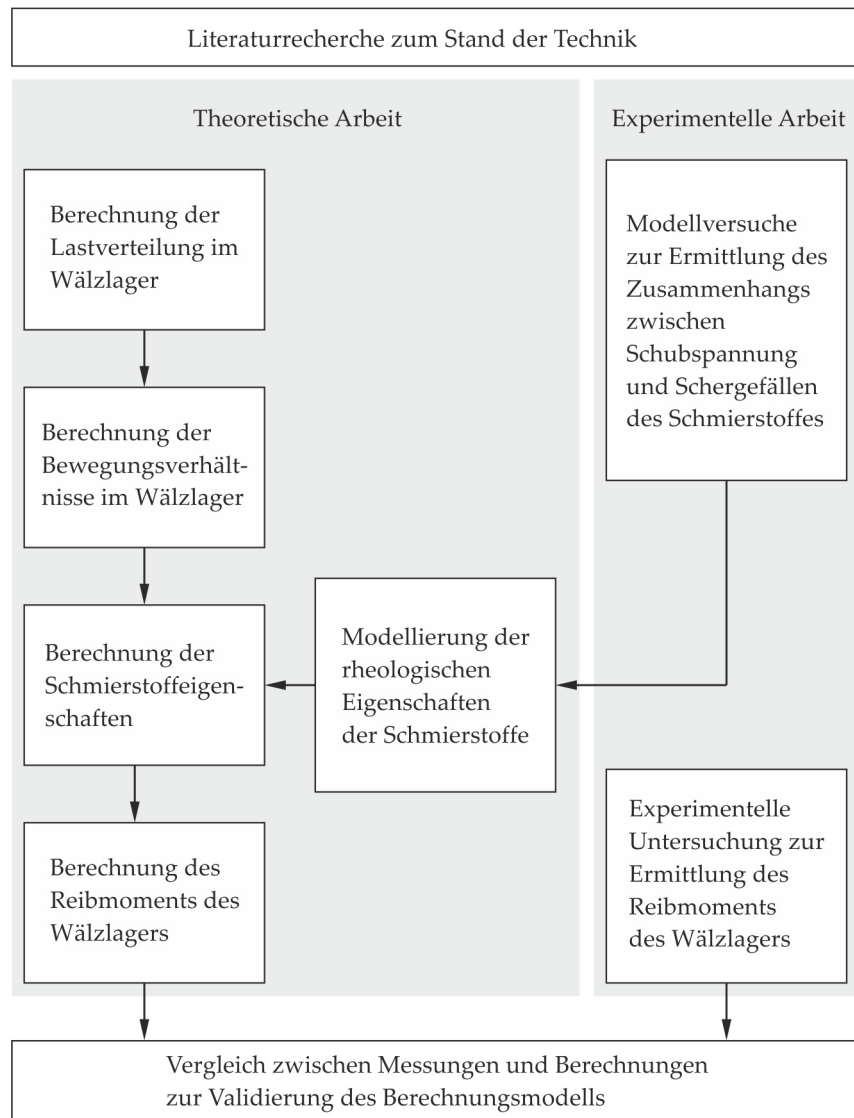 Literaturrecherche zum Stand der Technik
Theoretische Arbeit
Berechnung der
Lastverteilung im
Wälzlager
Berechnung der
Bewegungsverhält-
nisse im Wälzlager
Berechnung der
Schmierstoffeigen-
schaften
Modellierung der
rheologischen
Eigenschaften
der Schmierstoffe
Berechnung des
Reibmoments des
Wälzlagers
Experimentelle Arbeit
Modellversuche
zur Ermittlung des
Zusammenhangs
zwischen
Schubspannung
und Schergefällen
des Schmierstoffes
Experimentelle
Untersuchung zur
Ermittlung des
Reibmoments
des Wälzlagers
Vergleich zwischen Messungen und Berechnungen
zur Validierung des Berechnungsmodells